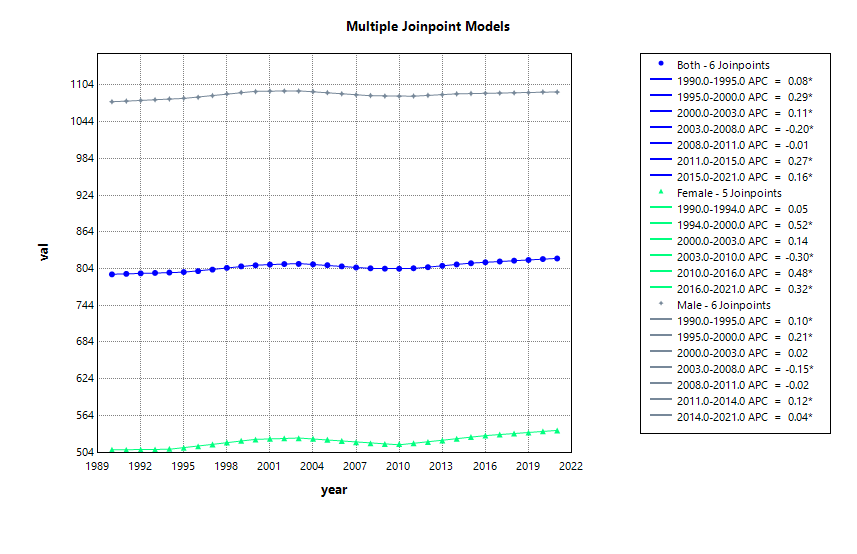 Multiple Joinpoint Models
val
1104
1044
984
924
864
804
744
684
624
564
504
1989
1992
1995
1998
2001
2004
2007
2010
2013
2016
2019
2022
year
Both - 6 Joinpoints
1990.0-1995.0 APC = 0.08*
1995.0-2000.0 APC = 0.29*
2000.0-2003.0 APC = 0.11*
2003.0-2008.0 APC = -0.20*
2008.0-2011.0 APC = -0.01
2011.0-2015.0 APC = 0.27*
2015.0-2021.0 APC = 0.16*
Female - 5 Joinpoints
1990.0-1994.0 APC = 0.05
1994.0-2000.0 APC = 0.52*
2000.0-2003.0 APC = 0.14
2003.0-2010.0 APC = -0.30*
2010.0-2016.0 APC = 0.48*
2016.0-2021.0 APC = 0.32*
Male - 6 Joinpoints
1990.0-1995.0 APC = 0.10*
1995.0-2000.0 APC = 0.21*
2000.0-2003.0 APC = 0.02
2003.0-2008.0 APC = -0.15*
2008.0-2011.0 APC = -0.02
2011.0-2014.0 APC = 0.12*
2014.0-2021.0 APC = 0.04*